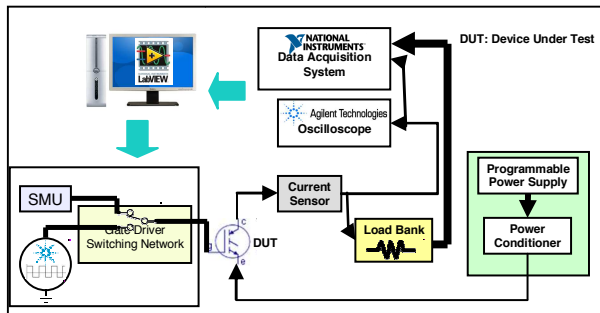 NATIONAL
INSTRUMENTS
Data Acquisition
System
DUT: Device Under Test
LabVIEW
Agilent Technologies
Oscilloscope
SMU
Gate Driver
Switching Network
Current
Sensor
c
g
e
DUT
Load Bank
Programmable
Power Supply
Power
Conditioner